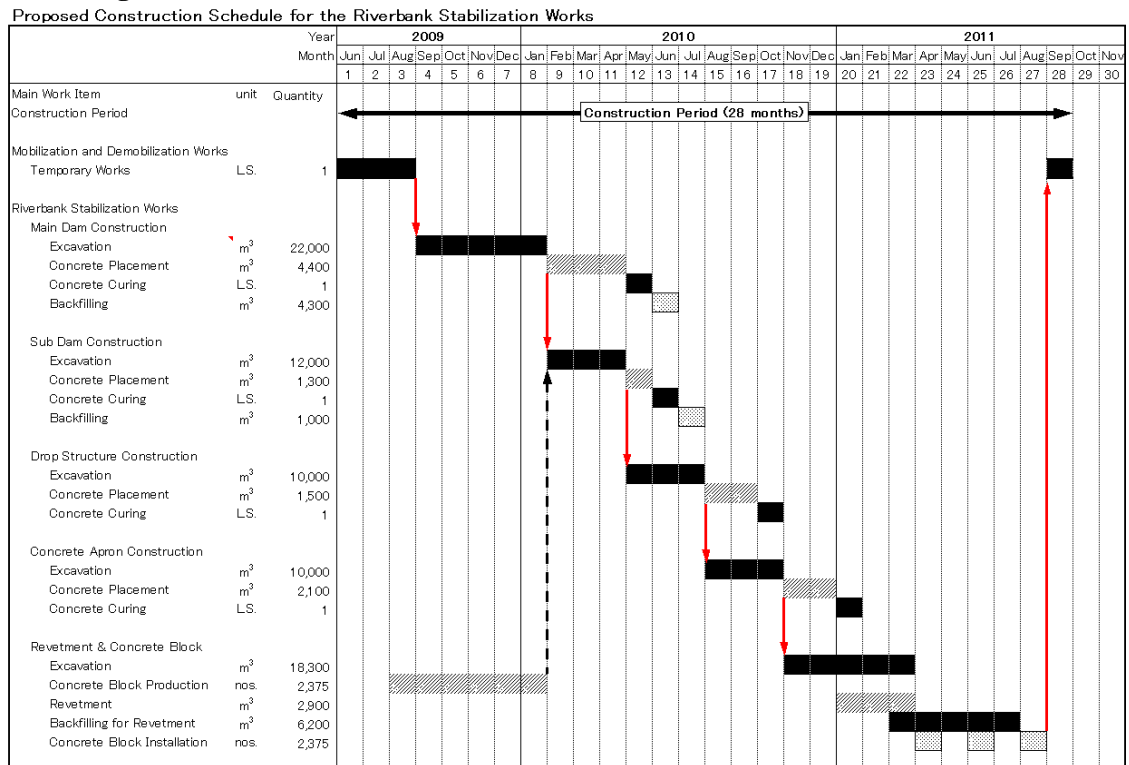 Proposed Construction Schedule for the Riverbank Stabilization Works
Year 2009 2010 2011
Month Jun Jul Aug Sep Oct Nov Dec Jan Feb Mar Apr May Jun Jul Aug Sep Oct Nov Dec Jan Feb Mar Apr May Jun Jul Aug Sep Oct Nov
1 2 3 4 5 6 7 8 9 10 11 12 13 14 15 16 17 18 19 20 21 22 23 24 25 26 27 28 29 30
Main Work Item unit Quantity
Construction Period Construction Period (28 months)
Mobilization and Demobilization Works
Temporary Works L.S. 1
Riverbank Stabilization Works
Main Dam Construction
Excavation m³ 22,000
Concrete Placement m³ 4,400
Concrete Curing L.S. 1
Backfilling m³ 4,300
Sub Dam Construction
Excavation m³ 12,000
Concrete Placement m³ 1,300
Concrete Curing L.S. 1
Backfilling m³ 1,000
Drop Structure Construction
Excavation m³ 10,000
Concrete Placement m³ 1,500
Concrete Curing L.S. 1
Concrete Apron Construction
Excavation m³ 10,000
Concrete Placement m³ 2,100
Concrete Curing L.S. 1
Revetment & Concrete Block
Excavation m³ 18,300
Concrete Block Production nos. 2,375
Revetment m³ 2,900
Backfilling for Revetment m³ 6,200
Concrete Block Installation nos. 2,375